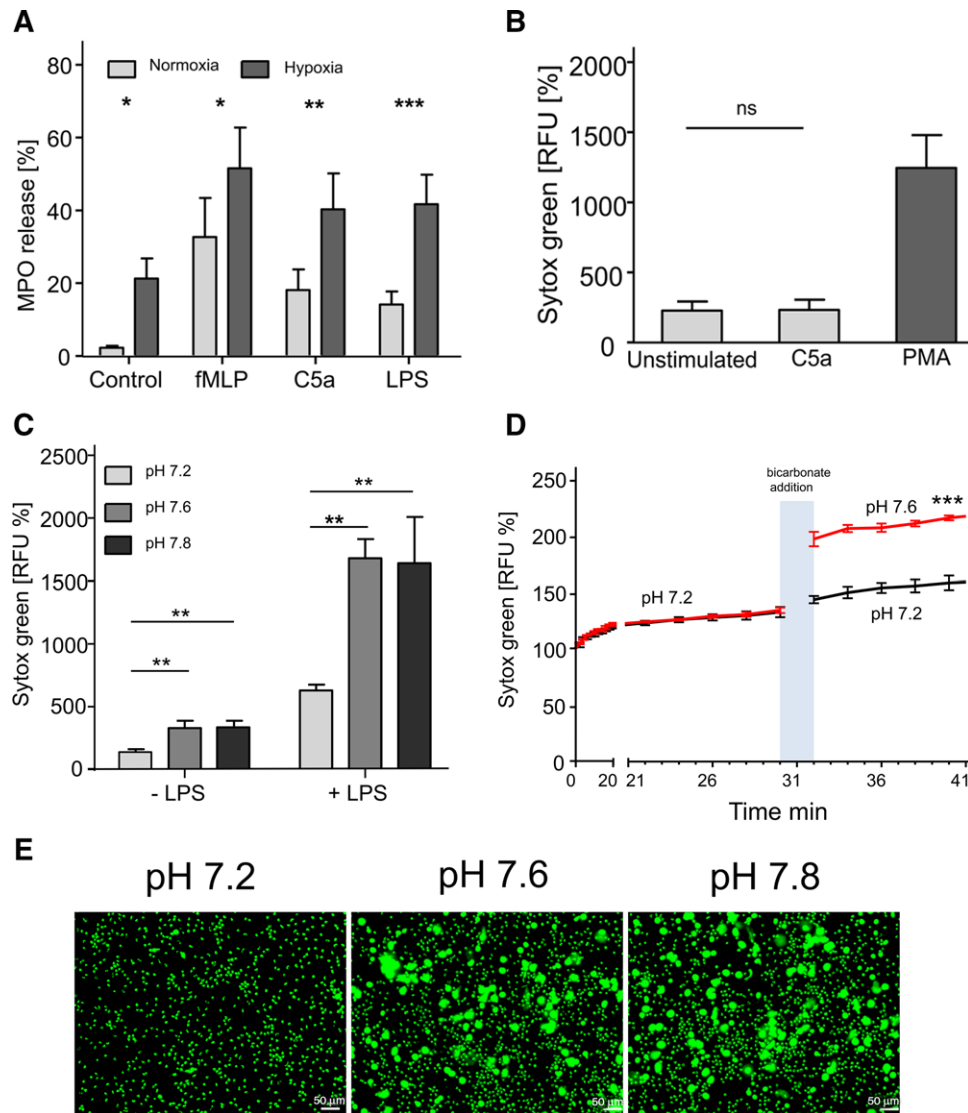 A
MPO release [%]
80
60
40
20
0
Normoxia
Hypoxia
*
*
**
***
Control
fMLP
C5a
LPS
B
Sytox green [RFU %]
2000
1500
1000
500
0
ns
Unstimulated
C5a
PMA
C
Sytox green [RFU %]
2500
2000
1500
1000
500
0
pH 7.2
pH 7.6
pH 7.8
**
**
**
**
- LPS
+ LPS
D
Sytox green [RFU %]
250
200
150
100
50
0
bicarbonate
addition
pH 7.6
***
pH 7.2
pH 7.2
0
20
21
26
31
36
41
Time min
E
pH 7.2
pH 7.6
pH 7.8
50 μm
50 μm
50 μm